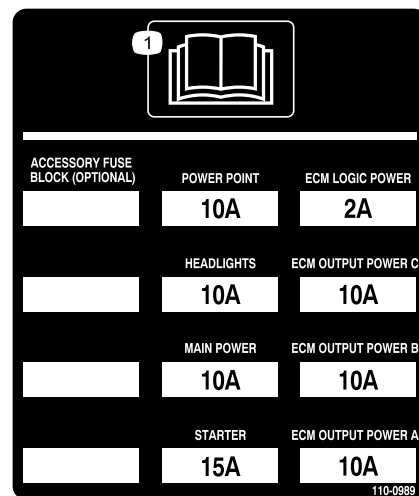 1
ACCESSORY FUSE
BLOCK (OPTIONAL)
POWER POINT
ECM LOGIC POWER
10A
2A
HEADLIGHTS
ECM OUTPUT POWER C
10A
10A
MAIN POWER
ECM OUTPUT POWER B
10A
10A
STARTER
ECM OUTPUT POWER A
15A
10A
110-0989